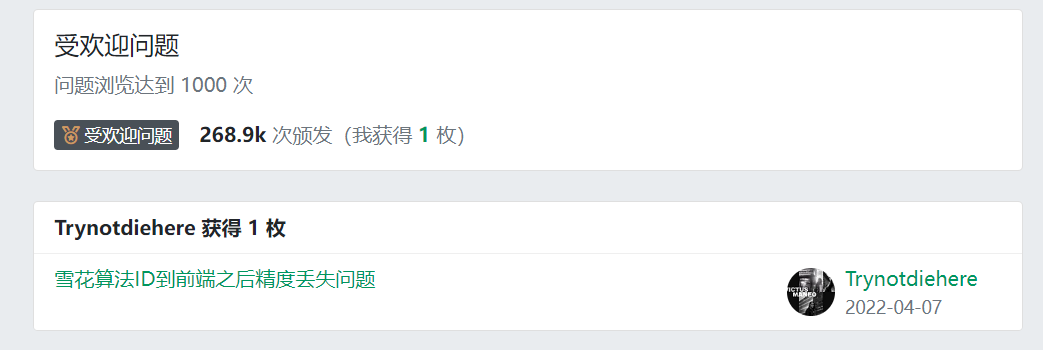 受欢迎问题
问题浏览达到 1000 次
受欢迎问题 268.9k 次颁发（我获得 1 枚）
Trynotdiehere 获得 1 枚
雪花算法ID到前端之后精度丢失问题
Trynotdiehere
2022-04-07